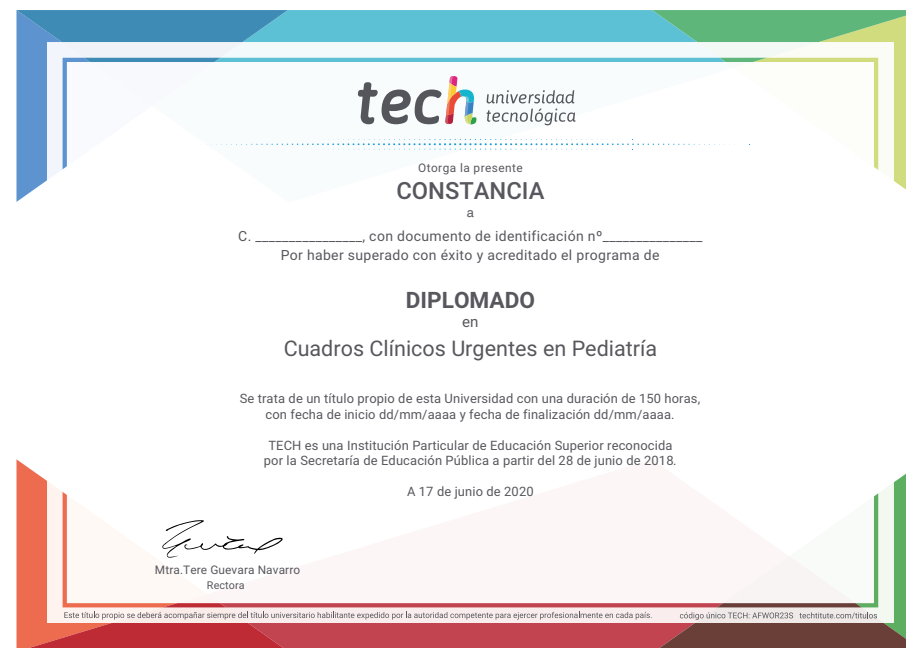 tech universidad
tecnológica
Otorga la presente
CONSTANCIA
a
C. ________________, con documento de identificación nº_______________
Por haber superado con éxito y acreditado el programa de
DIPLOMADO
en
Cuadros Clínicos Urgentes en Pediatría
Se trata de un título propio de esta Universidad con una duración de 150 horas,
con fecha de inicio dd/mm/aaaa y fecha de finalización dd/mm/aaaa.
TECH es una Institución Particular de Educación Superior reconocida
por la Secretaría de Educación Pública a partir del 28 de junio de 2018.
A 17 de junio de 2020
Mtra.Tere Guevara Navarro
Rectora
Este título propio se deberá acompañar siempre del título universitario habilitante expedido por la autoridad competente para ejercer profesionalmente en cada país. código único TECH: AFWOR23S techtitute.com/titulos